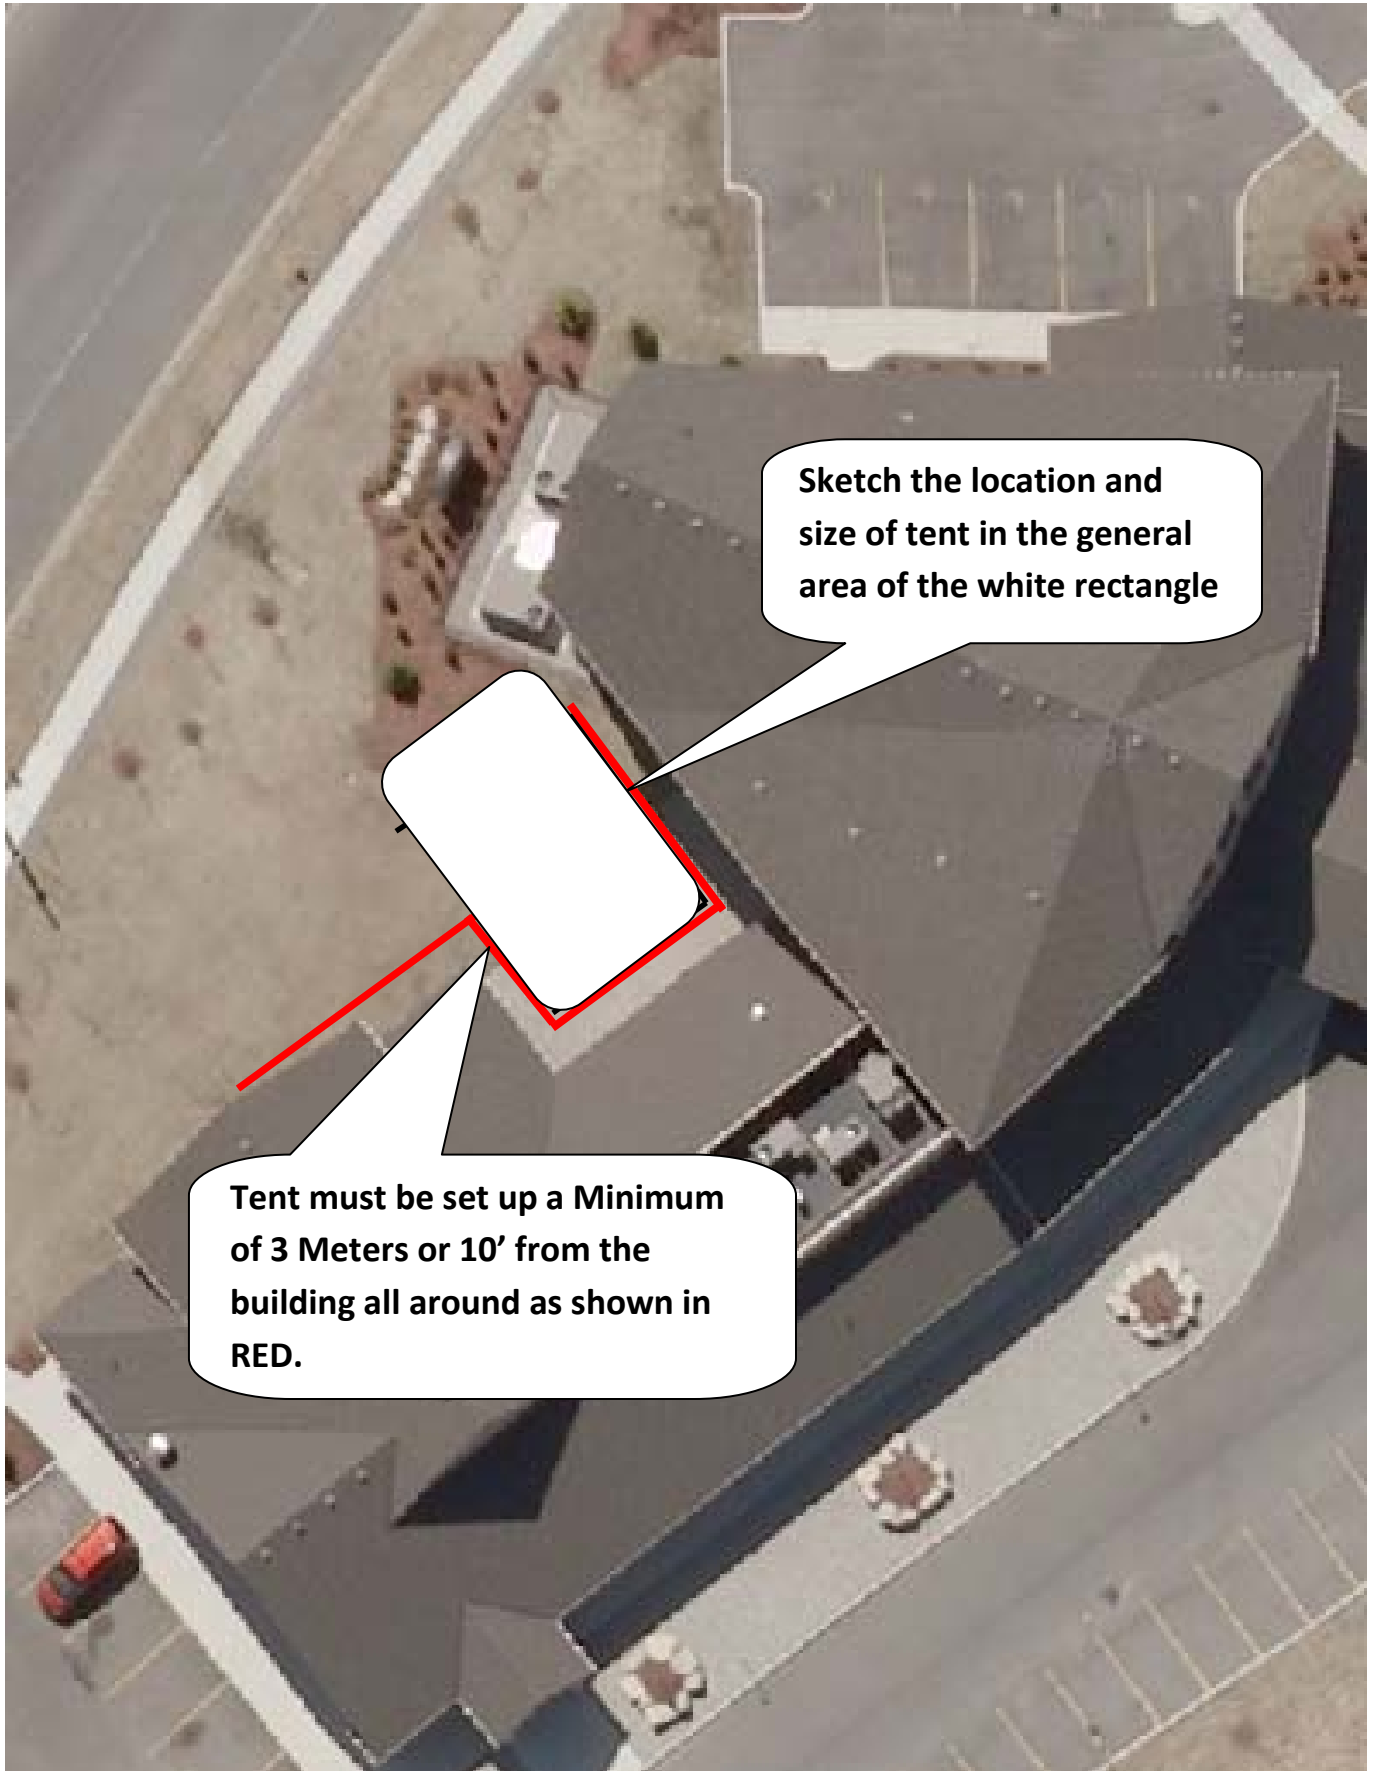 Sketch the location and
size of tent in the general
area of the white rectangle
Tent must be set up a Minimum
of 3 Meters or 10’ from the
building all around as shown in
RED.